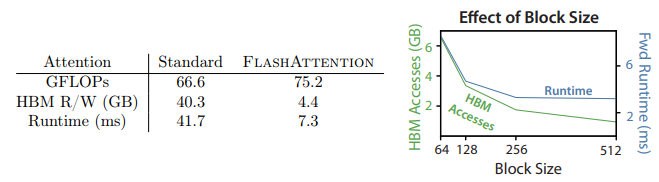 Attention Standard FLASHATTENTION
GFLOPs 66.6 75.2
HBM R/W (GB) 40.3 4.4
Runtime (ms) 41.7 7.3
Effect of Block Size
HBM Accesses (GB)
6
4
2
Runtime
HBM
Accesses
6
2
Fwd Runtime (ms)
64 128 256 512
Block Size